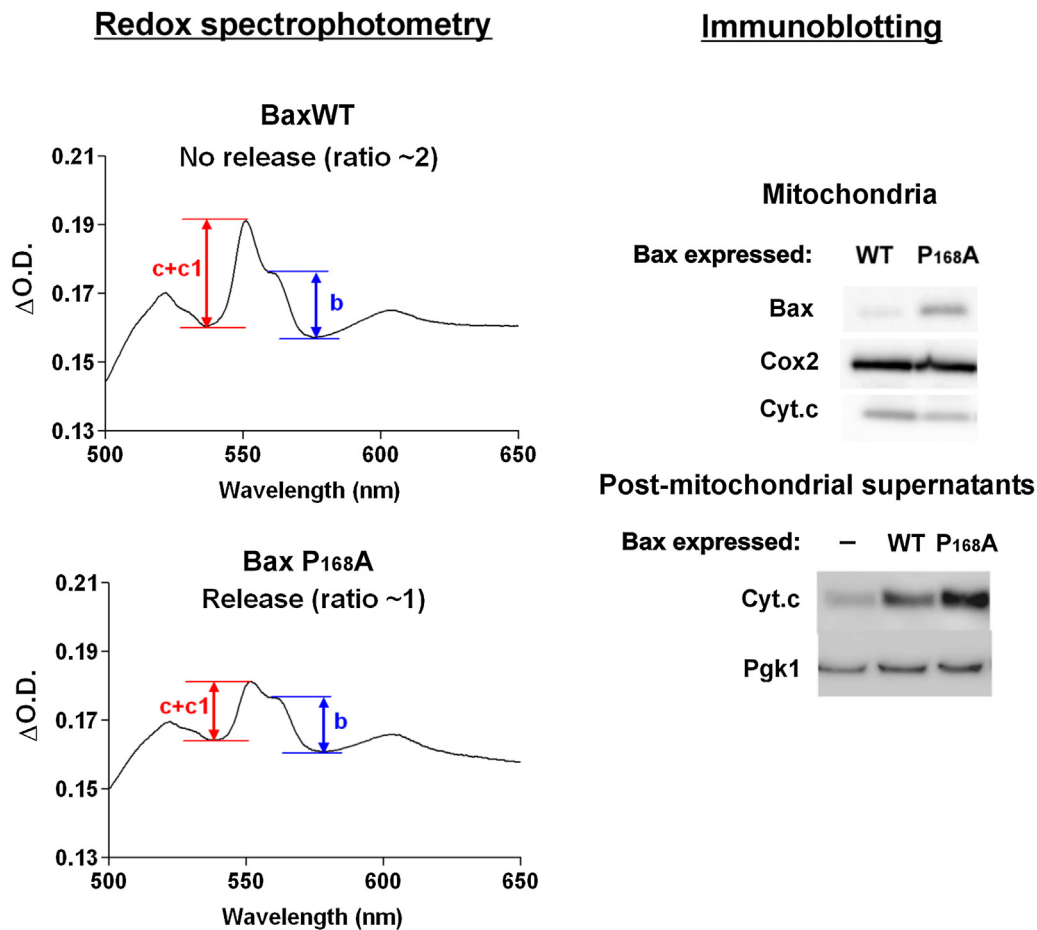 Redox spectrophotometry
BaxWT
No release (ratio ~2)
0.21
0.19
0.17
0.15
0.13
ΔO.D.
c+c1
b
500
550
600
650
Wavelength (nm)
Bax P168A
Release (ratio ~1)
0.21
0.19
0.17
0.15
0.13
ΔO.D.
c+c1
b
500
550
600
650
Wavelength (nm)
Immunoblotting
Mitochondria
Bax expressed: WT P168A
Bax
Cox2
Cyt.c
Post-mitochondrial supernatants
Bax expressed: – WT P168A
Cyt.c
Pgk1